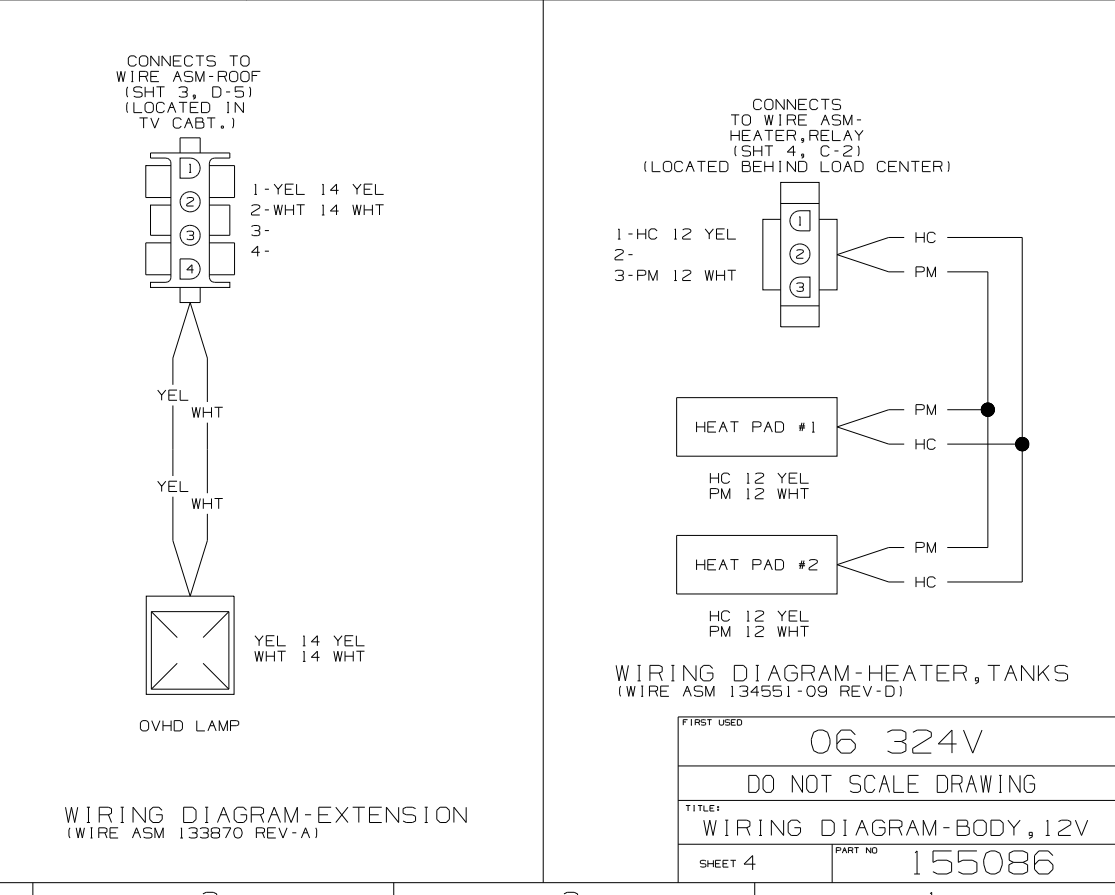 CONNECTS TO
WIRE ASM-ROOF
(SHT 3, D-5)
(LOCATED IN
TV CABT.)
1
2
3
4
1-YEL 14 YEL
2-WHT 14 WHT
3-
4-
YEL
WHT
YEL
WHT
YEL 14 YEL
WHT 14 WHT
OVHD LAMP
WIRING DIAGRAM-EXTENSION
(WIRE ASM 133870 REV-A)
CONNECTS
TO WIRE ASM-
HEATER,RELAY
(SHT 4, C-2)
(LOCATED BEHIND LOAD CENTER)
1-HC 12 YEL
2-
3-PM 12 WHT
1
2
3
HC
PM
HEAT PAD #1
PM
HC
HC 12 YEL
PM 12 WHT
HEAT PAD #2
PM
HC
HC 12 YEL
PM 12 WHT
WIRING DIAGRAM-HEATER,TANKS
(WIRE ASM 134551-09 REV-D)
FIRST USED
06 324V
DO NOT SCALE DRAWING
TITLE:
WIRING DIAGRAM-BODY,12V
SHEET 4
PART NO
155086